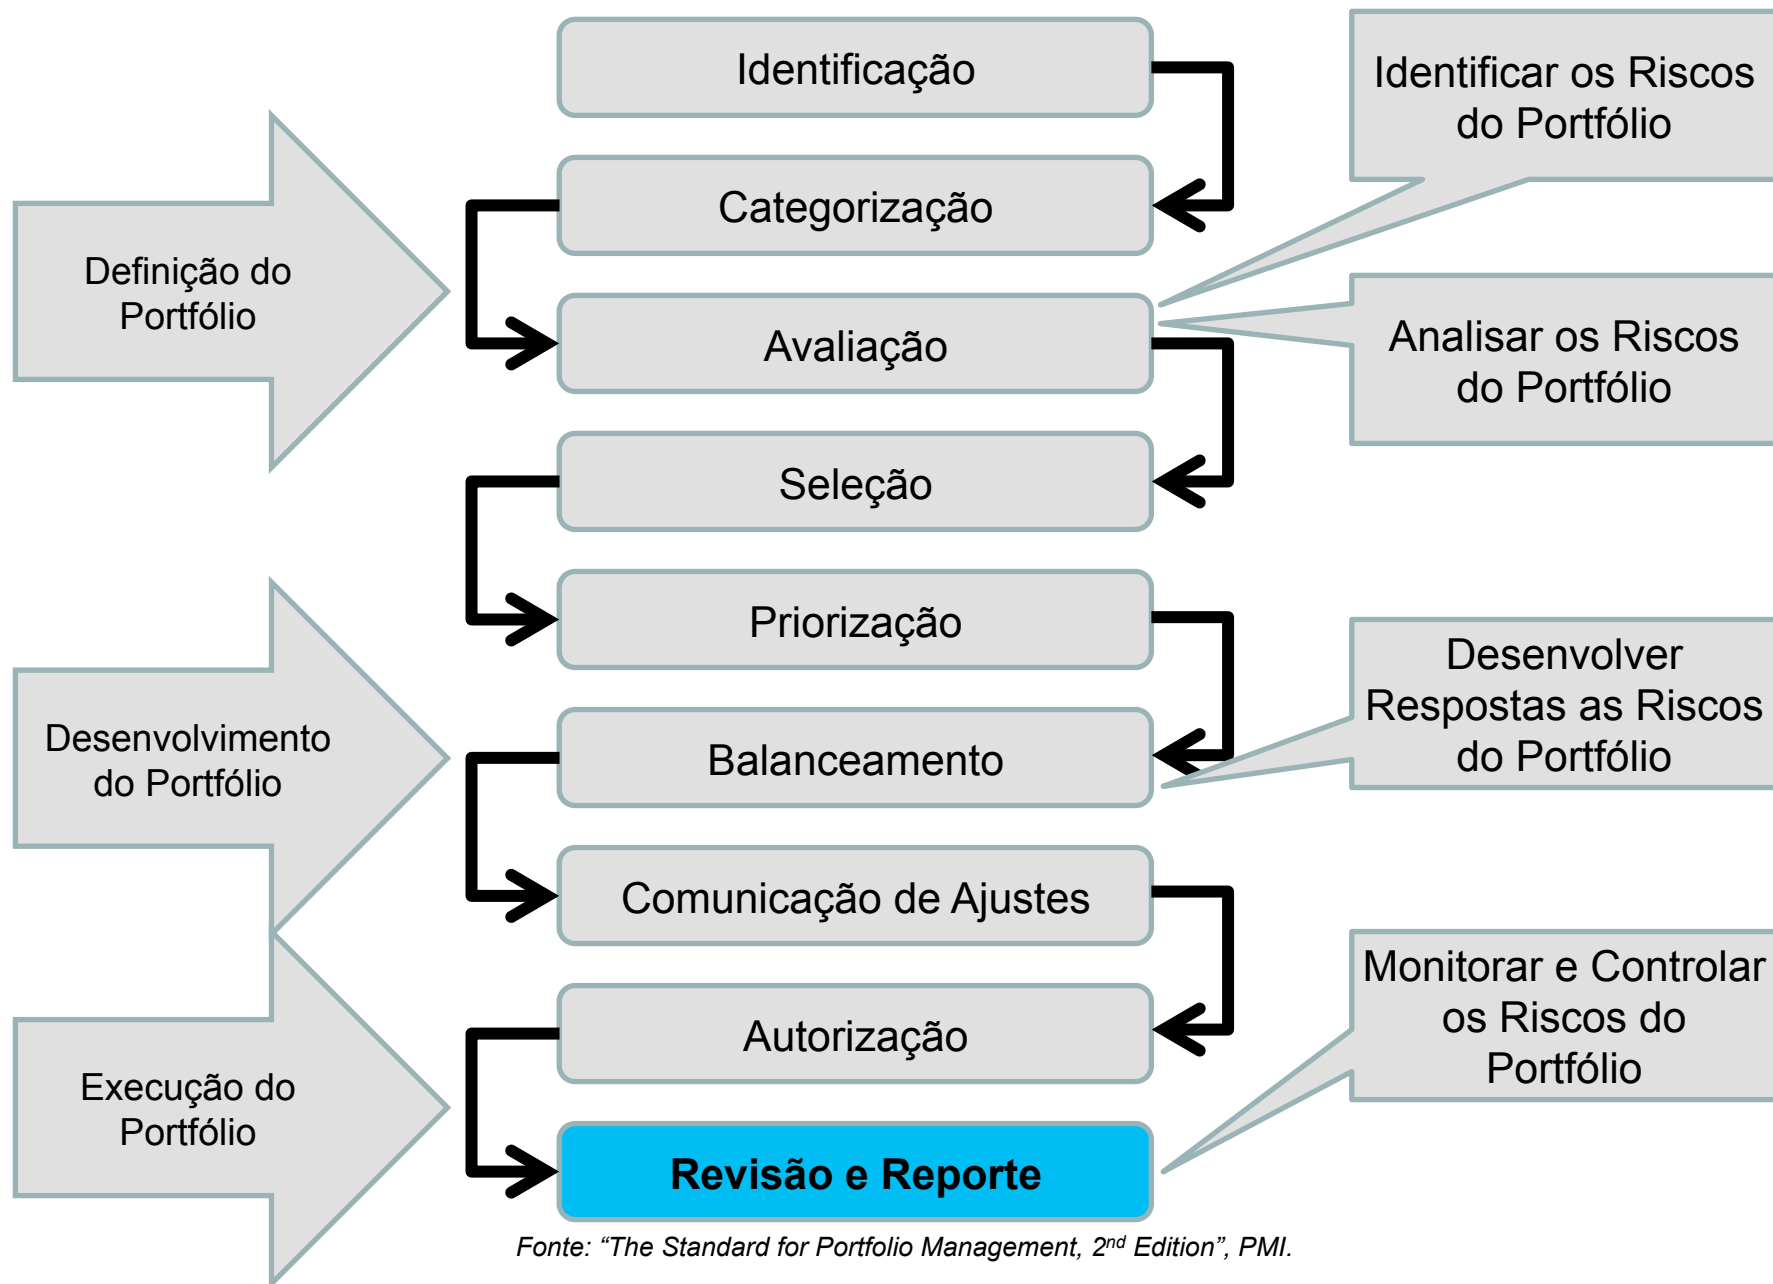 Identificação
Categorização
Avaliação
Seleção
Priorização
Balanceamento
Comunicação de Ajustes
Autorização
Revisão e Reporte
Definição do
Portfólio
Desenvolvimento
do Portfólio
Execução do
Portfólio
Identificar os Riscos
do Portfólio
Analisar os Riscos
do Portfólio
Desenvolver
Respostas as Riscos
do Portfólio
Monitorar e Controlar
os Riscos do
Portfólio
Fonte: “The Standard for Portfolio Management, 2nd Edition”, PMI.